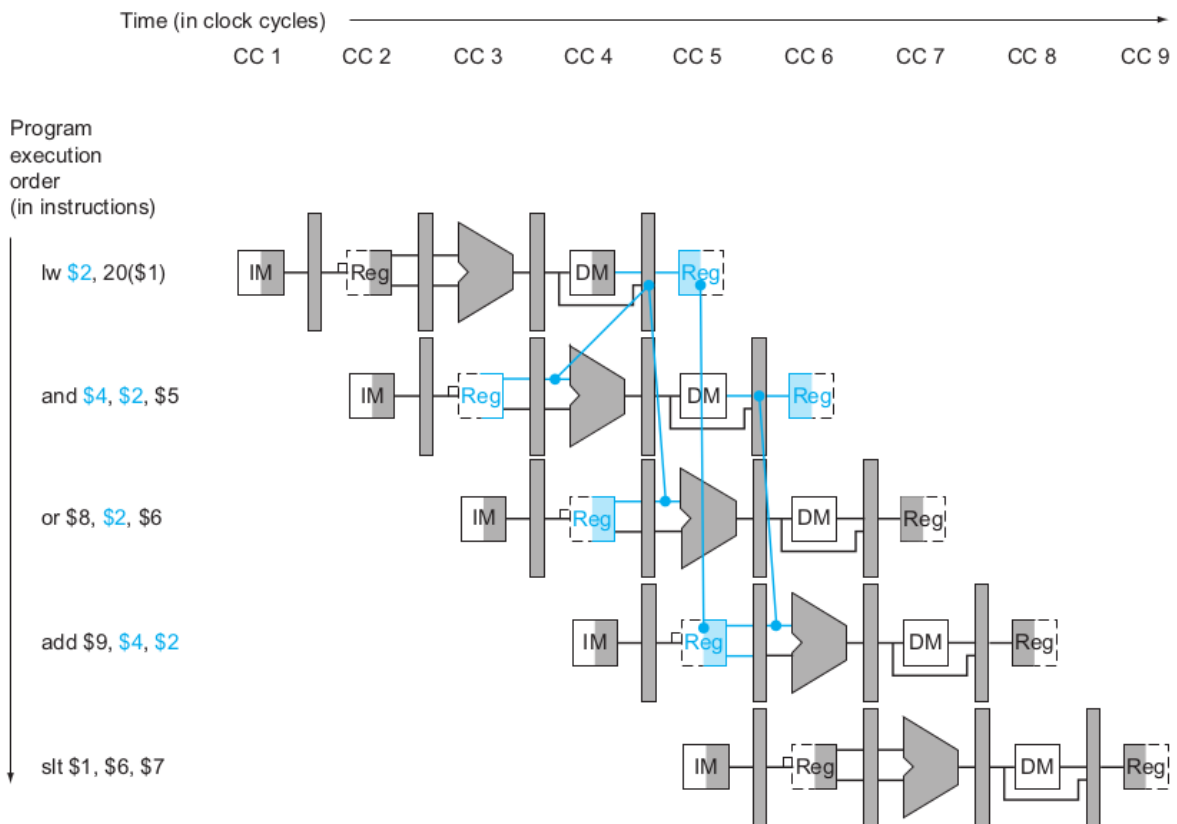 Time (in clock cycles)
CC 1 CC 2 CC 3 CC 4 CC 5 CC 6 CC 7 CC 8 CC 9
Program
execution
order
(in instructions)
lw $2, 20($1)
IM Reg DM Reg
and $4, $2, $5
IM Reg DM Reg
or $8, $2, $6
IM Reg DM Reg
add $9, $4, $2
IM Reg DM Reg
slt $1, $6, $7
IM Reg DM Reg